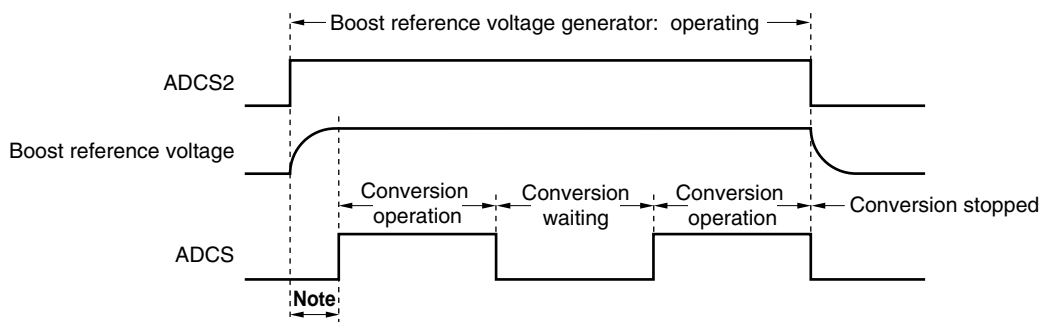 Boost reference voltage generator: operating
ADCS2
Boost reference voltage
Conversion
operation
Conversion
waiting
Conversion
operation
Conversion stopped
ADCS
Note